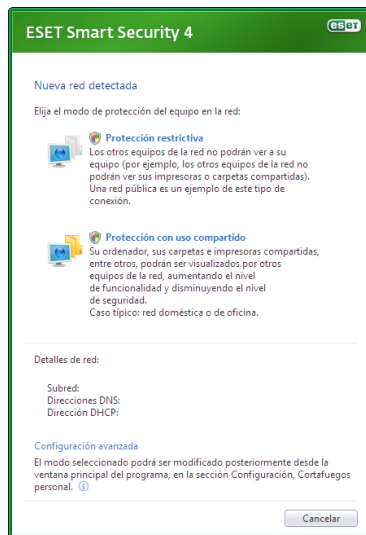 ESET Smart Security 4
eset
Nueva red detectada
Elija el modo de protección del equipo en la red:
Protección restrictiva
Los otros equipos de la red no podrán ver a su
equipo (por ejemplo, los otros equipos de la red no
podrán ver sus impresoras o carpetas compartidas).
Una red pública es un ejemplo de este tipo de
conexión.
Protección con uso compartido
Su ordenador, sus carpetas e impresoras compartidas,
entre otros, podrán ser visualizados por otros
equipos de la red, aumentando el nivel
de funcionalidad y disminuyendo el nivel
de seguridad.
Caso típico: red doméstica o de oficina.
Detalles de red:
Subred:
Direcciones DNS:
Dirección DHCP:
Configuración avanzada
El modo seleccionado podrá ser modificado posteriormente desde la
ventana principal del programa, en la sección Configuración, Cortafuegos
personal.
Cancelar